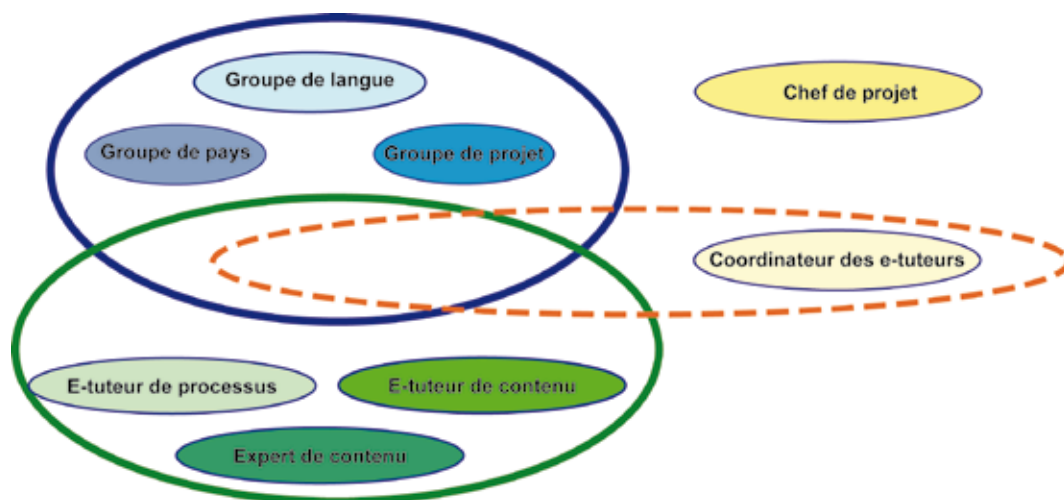 Groupe de langue
Chef de projet
Groupe de pays
Groupe de projet
Coordinateur des e-tuteurs
E-tuteur de processus
E-tuteur de contenu
Expert de contenu